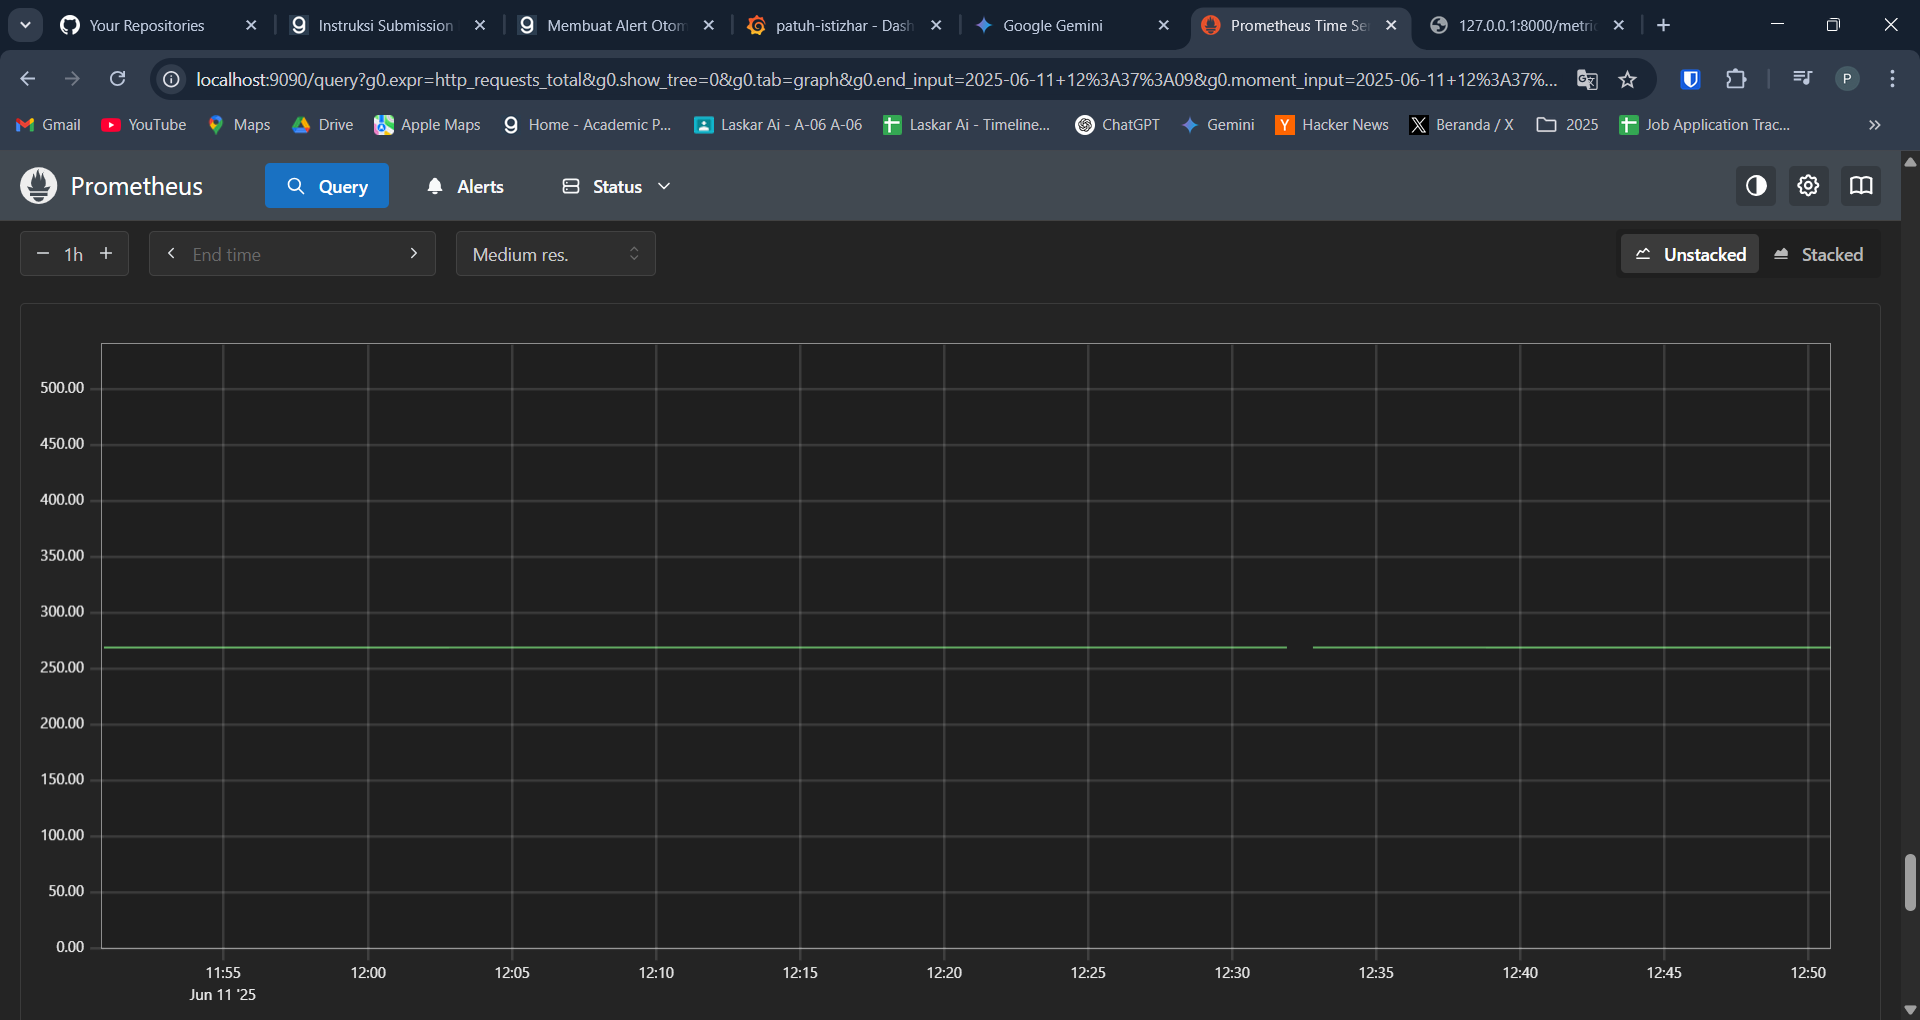 Your Repositories
Instruksi Submission
Membuat Alert Otom
patuh-istizhar - Dash
Google Gemini
Prometheus Time Se
127.0.0.1:8000/metric
localhost:9090/query?g0.expr=http_requests_total&g0.show_tree=0&g0.tab=graph&g0.end_input=2025-06-11+12%3A37%3A09&g0.moment_input=2025-06-11+12%3A37%...
P
Gmail
YouTube
Maps
Drive
Apple Maps
Home - Academic P...
Laskar Ai - A-06 A-06
Laskar Ai - Timeline...
ChatGPT
Gemini
Hacker News
Beranda / X
2025
Job Application Trac...
Prometheus
Query
Alerts
Status
1h
End time
Medium res.
Unstacked
Stacked
500.00
450.00
400.00
350.00
300.00
250.00
200.00
150.00
100.00
50.00
0.00
11:55
12:00
12:05
12:10
12:15
12:20
12:25
12:30
12:35
12:40
12:45
12:50
Jun 11 '25